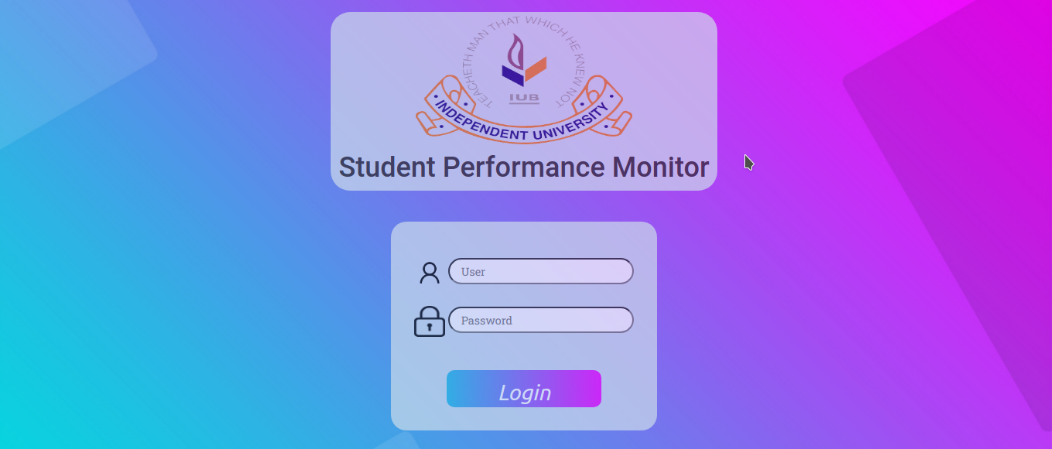 TEACHETH MAN THAT WHICH HE KNEW NOT
IUB
INDEPENDENT UNIVERSITY
Student Performance Monitor
User
Password
Login